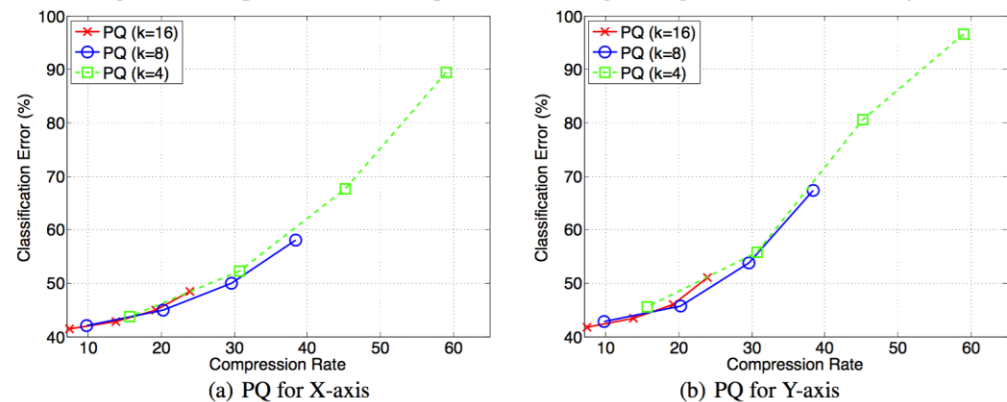 100
90
80
70
60
50
40
Classification Error (%)
PQ (k=16)
PQ (k=8)
PQ (k=4)
10 20 30 40 50 60
Compression Rate
(a) PQ for X-axis
100
90
80
70
60
50
40
Classification Error (%)
PQ (k=16)
PQ (k=8)
PQ (k=4)
10 20 30 40 50 60
Compression Rate
(b) PQ for Y-axis